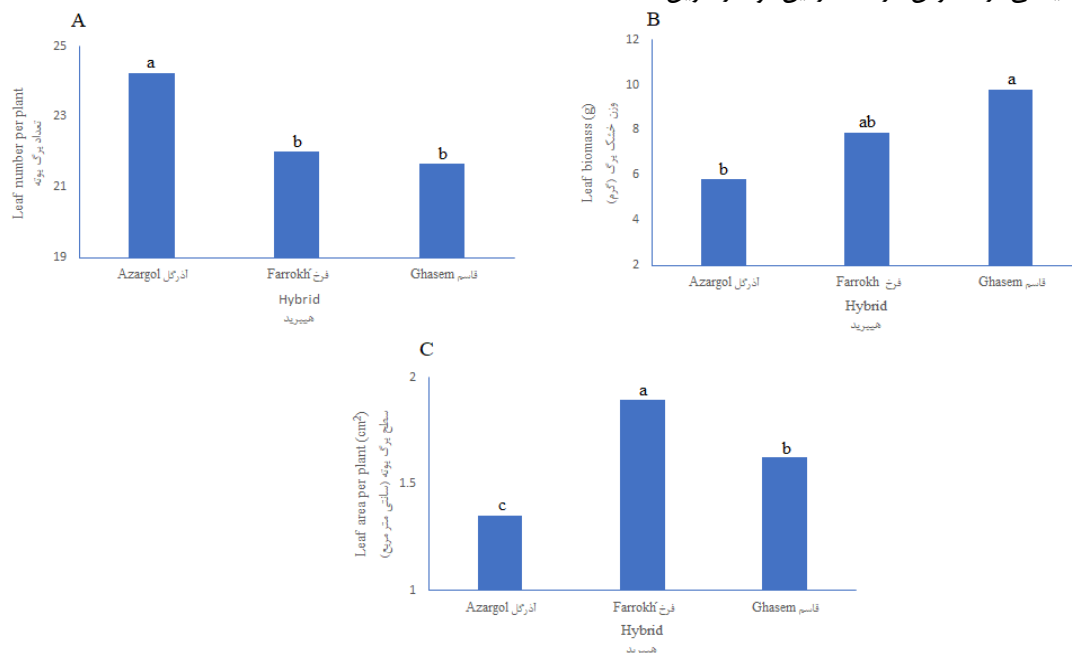 A
25
23
21
19
Leaf number per plant
تعداد برگ بوته
a
b
b
Azargol آذرگل
Farrokh فرخ
Ghasem قاسم
Hybrid
هیبرید
B
12
10
8
6
4
2
Leaf biomass (g)
وزن خشک برگ (گرم)
b
ab
a
Azargol آذرگل
Farrokh فرخ
Ghasem قاسم
Hybrid
هیبرید
C
2
1.5
1
Leaf area per plant (cm²)
سطح برگ بوته (سانتی متر مربع)
c
a
b
Azargol آذرگل
Farrokh فرخ
Ghasem قاسم
Hybrid
هیبرید